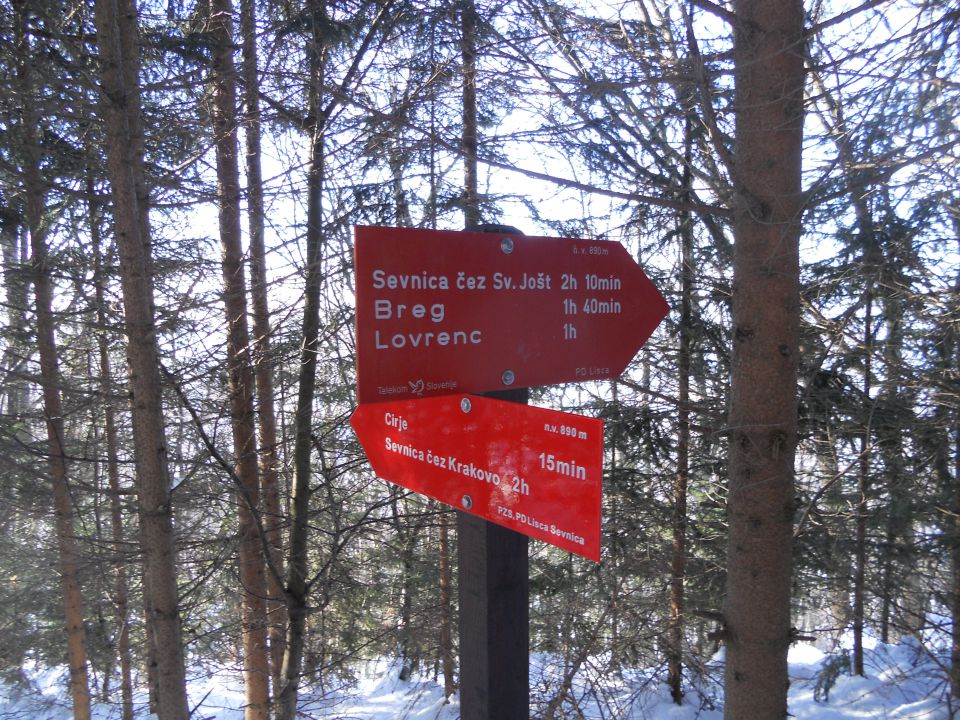 n. v. 890 m
Sevnica čez Sv. Jošt 2h 10min
Breg 1h 40min
Lovrenc 1h
Telekom Slovenije
PD Lisca
Cirje 15min
n.v. 890 m
Sevnica čez Krakovo 2h
PZS, PD Lisca Sevnica